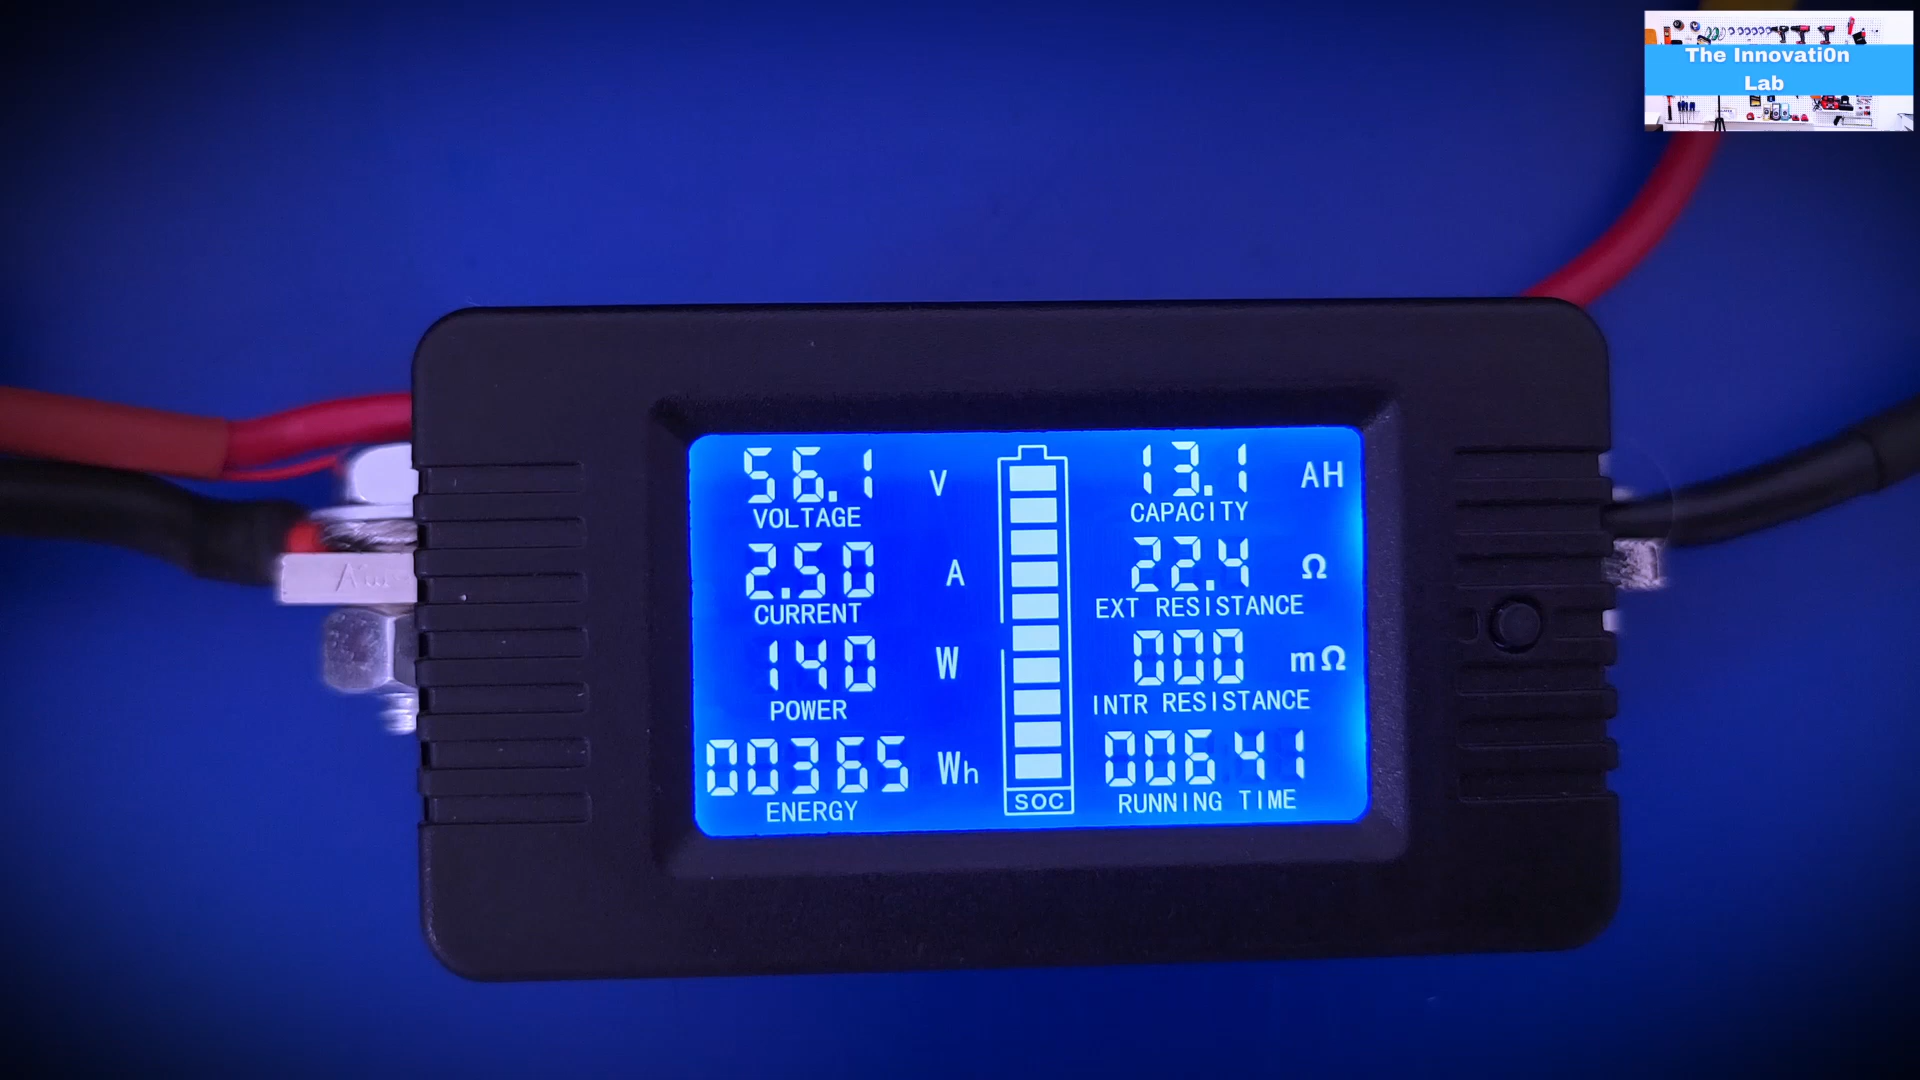 The Innovati0n
Lab
56.1 V
VOLTAGE
2.50 A
CURRENT
140 W
POWER
00365 Wh
ENERGY
SOC
13.1 AH
CAPACITY
22.4 Ω
EXT RESISTANCE
000 mΩ
INTR RESISTANCE
00641
RUNNING TIME